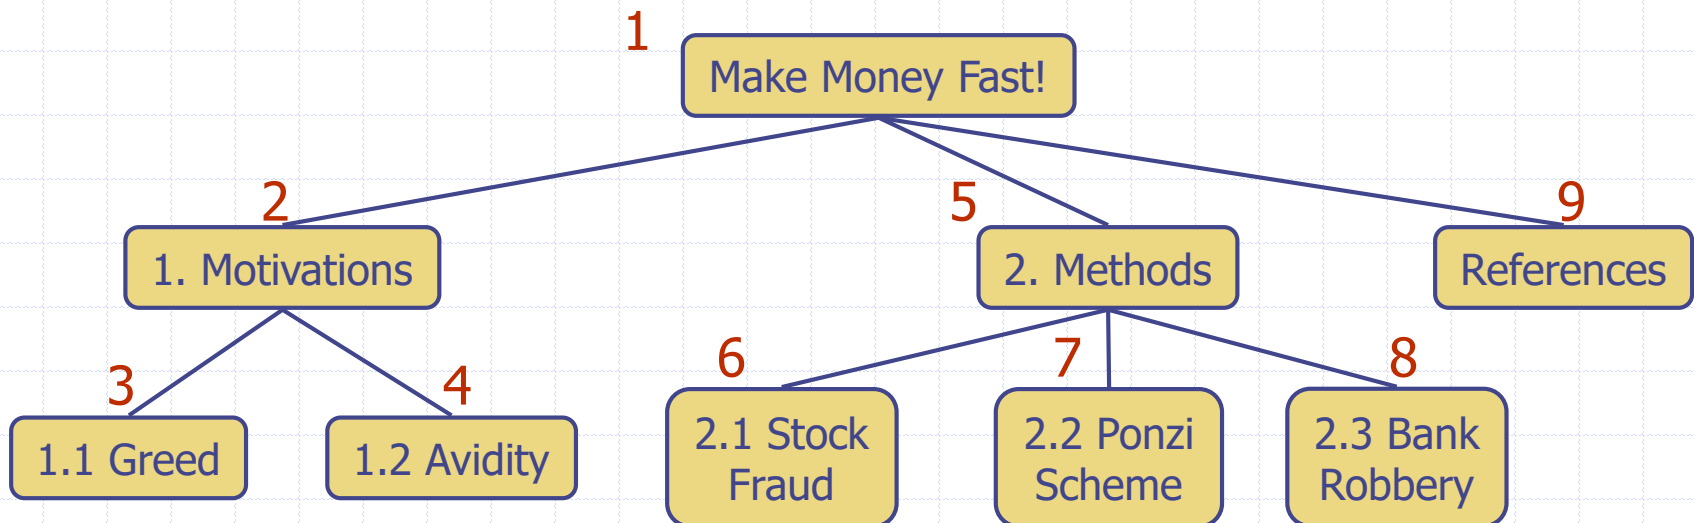 1
Make Money Fast!
2
5
9
1. Motivations
2. Methods
References
3
4
6
7
8
1.1 Greed
1.2 Avidity
2.1 Stock
Fraud
2.2 Ponzi
Scheme
2.3 Bank
Robbery